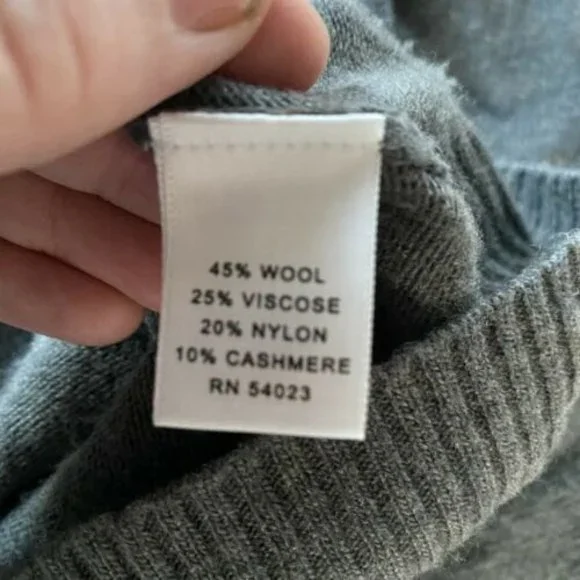 45% WOOL
25% VISCOSE
20% NYLON
10% CASHMERE
RN 54023